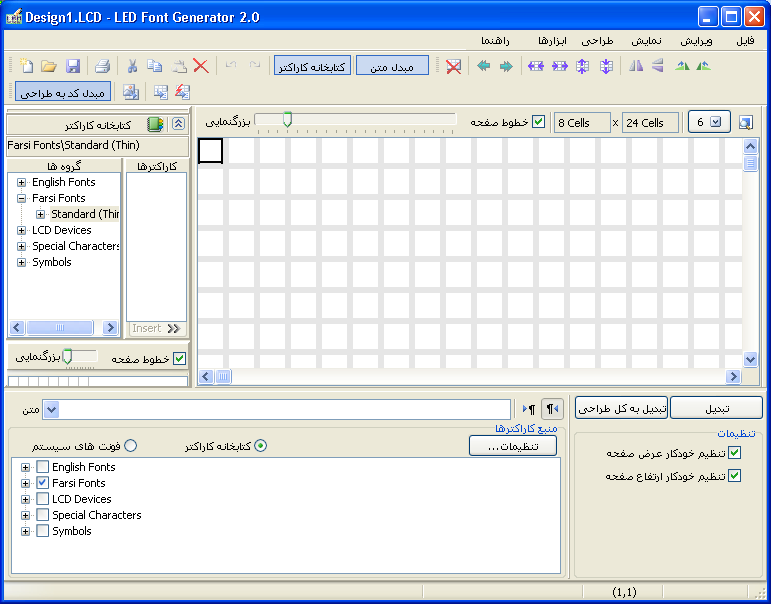 Design1.LCD - LED Font Generator 2.0
فایل ویرایش نمایش طراحی ابزارها راهنما
کتابخانه کاراکتر مبدل متن
مبدل کد به طراحی
کتابخانه کاراکتر
Farsi Fonts\Standard (Thin)
گروه ها کاراکترها
English Fonts
Farsi Fonts
Standard (Thin
LCD Devices
Special Characters
Symbols
Insert
بزرگنمایی خطوط صفحه
بزرگنمایی خطوط صفحه 8 Cells x 24 Cells 6
متن
تبدیل به کل طراحی تبدیل
منبع کاراکترها
فونت های سیستم کتابخانه کاراکتر تنظیمات...
English Fonts
Farsi Fonts
LCD Devices
Special Characters
Symbols
تنظیمات
تنظیم خودکار عرض صفحه
تنظیم خودکار ارتفاع صفحه
(1,1)